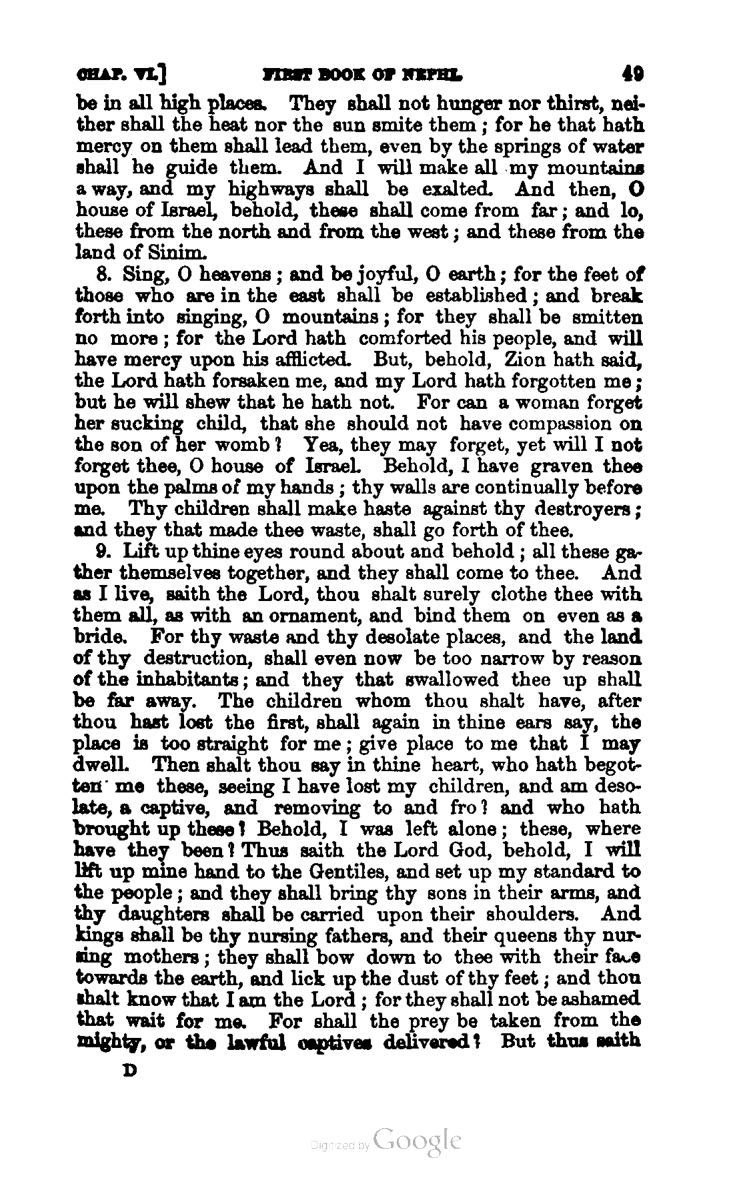 CHAP. VI.] FIRST BOOK OF NEPHI. 49
be in all high places. They shall not hunger nor thirst, nei-
ther shall the heat nor the sun smite them ; for he that hath
mercy on them shall lead them, even by the springs of water
shall he guide them. And I will make all my mountains
a way, and my highways shall be exalted. And then, O
house of Israel, behold, these shall come from far ; and lo,
these from the north and from the west ; and these from the
land of Sinim.
8. Sing, O heavens ; and be joyful, O earth ; for the feet of
those who are in the east shall be established ; and break
forth into singing, O mountains ; for they shall be smitten
no more ; for the Lord hath comforted his people, and will
have mercy upon his afflicted. But, behold, Zion hath said,
the Lord hath forsaken me, and my Lord hath forgotten me ;
but he will shew that he hath not. For can a woman forget
her sucking child, that she should not have compassion on
the son of her womb ? Yea, they may forget, yet will I not
forget thee, O house of Israel. Behold, I have graven thee
upon the palms of my hands ; thy walls are continually before
me. Thy children shall make haste against thy destroyers ;
and they that made thee waste, shall go forth of thee.
9. Lift up thine eyes round about and behold ; all these ga-
ther themselves together, and they shall come to thee. And
as I live, saith the Lord, thou shalt surely clothe thee with
them all, as with an ornament, and bind them on even as a
bride. For thy waste and thy desolate places, and the land
of thy destruction, shall even now be too narrow by reason
of the inhabitants ; and they that swallowed thee up shall
be far away. The children whom thou shalt have, after
thou hast lost the first, shall again in thine ears say, the
place is too straight for me ; give place to me that I may
dwell. Then shalt thou say in thine heart, who hath begot-
ten me these, seeing I have lost my children, and am deso-
late, a captive, and removing to and fro ? and who hath
brought up these ? Behold, I was left alone ; these, where
have they been ? Thus saith the Lord God, behold, I will
lift up mine hand to the Gentiles, and set up my standard to
the people ; and they shall bring thy sons in their arms, and
thy daughters shall be carried upon their shoulders. And
kings shall be thy nursing fathers, and their queens thy nur-
sing mothers ; they shall bow down to thee with their face
towards the earth, and lick up the dust of thy feet ; and thou
shalt know that I am the Lord ; for they shall not be ashamed
that wait for me. For shall the prey be taken from the
mighty, or the lawful captives delivered ? But thus saith
D
Digitized by Google